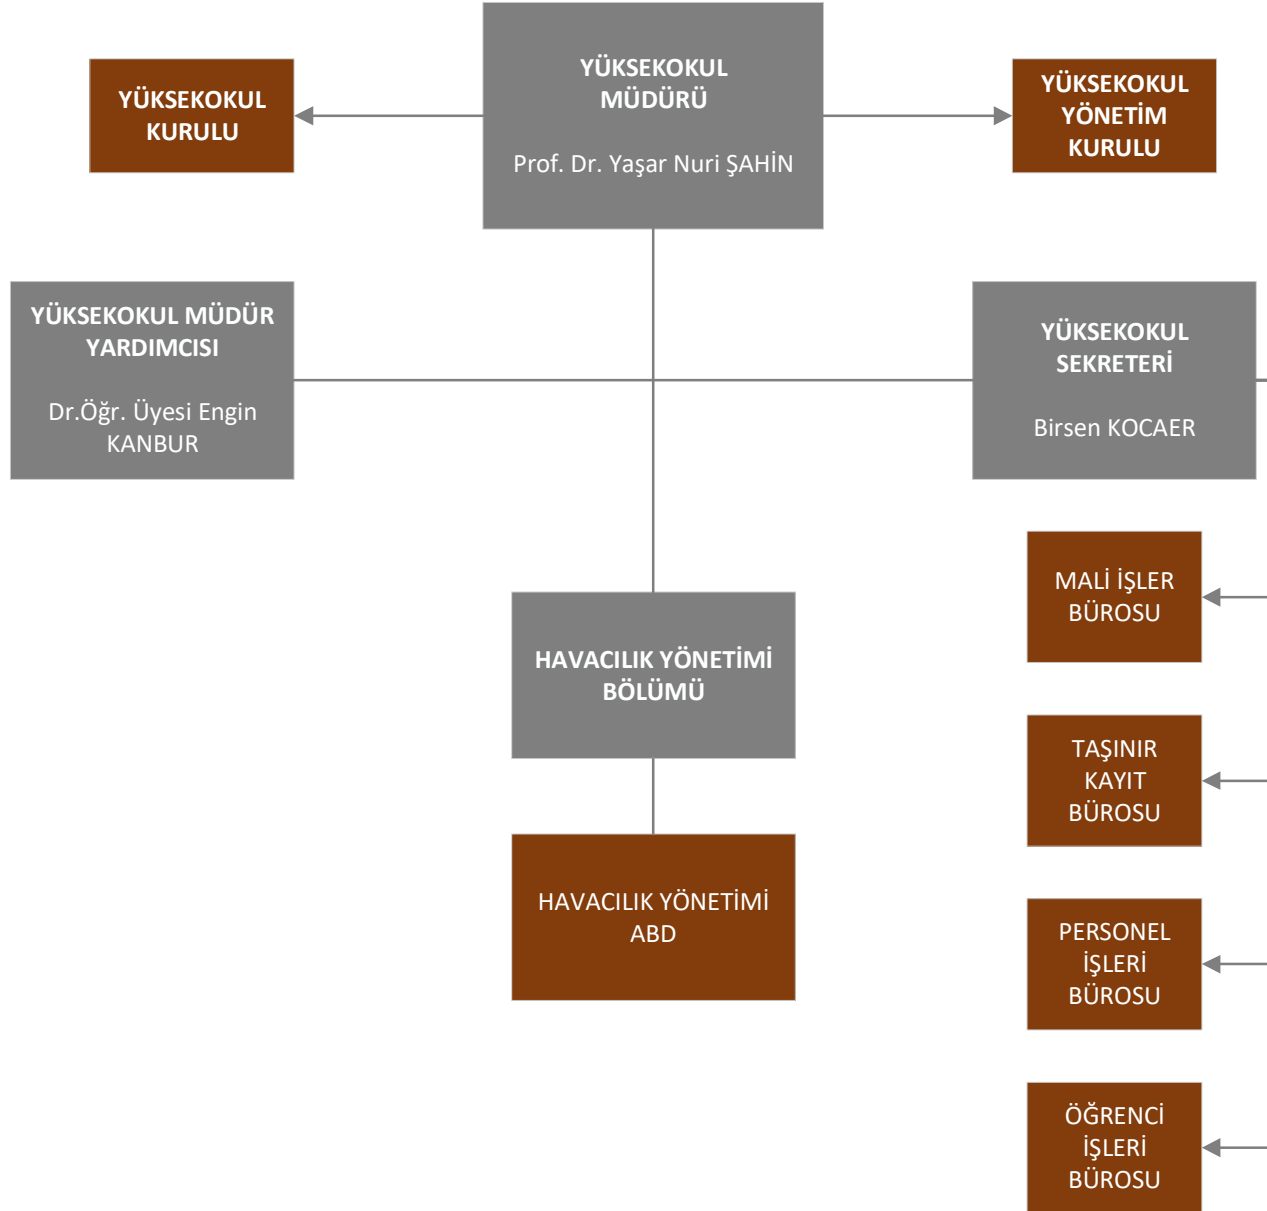 YÜKSEKOKUL
MÜDÜRÜ
Prof. Dr. Yaşar Nuri ŞAHİN
YÜKSEKOKUL
KURULU
YÜKSEKOKUL
YÖNETİM
KURULU
YÜKSEKOKUL MÜDÜR
YARDIMCISI
Dr.Öğr. Üyesi Engin
KANBUR
YÜKSEKOKUL
SEKRETERİ
Birsen KOCAER
HAVACILIK YÖNETİMİ
BÖLÜMÜ
HAVACILIK YÖNETİMİ
ABD
MALİ İŞLER
BÜROSU
TAŞINIR
KAYIT
BÜROSU
PERSONEL
İŞLERİ
BÜROSU
ÖĞRENCİ
İŞLERİ
BÜROSU